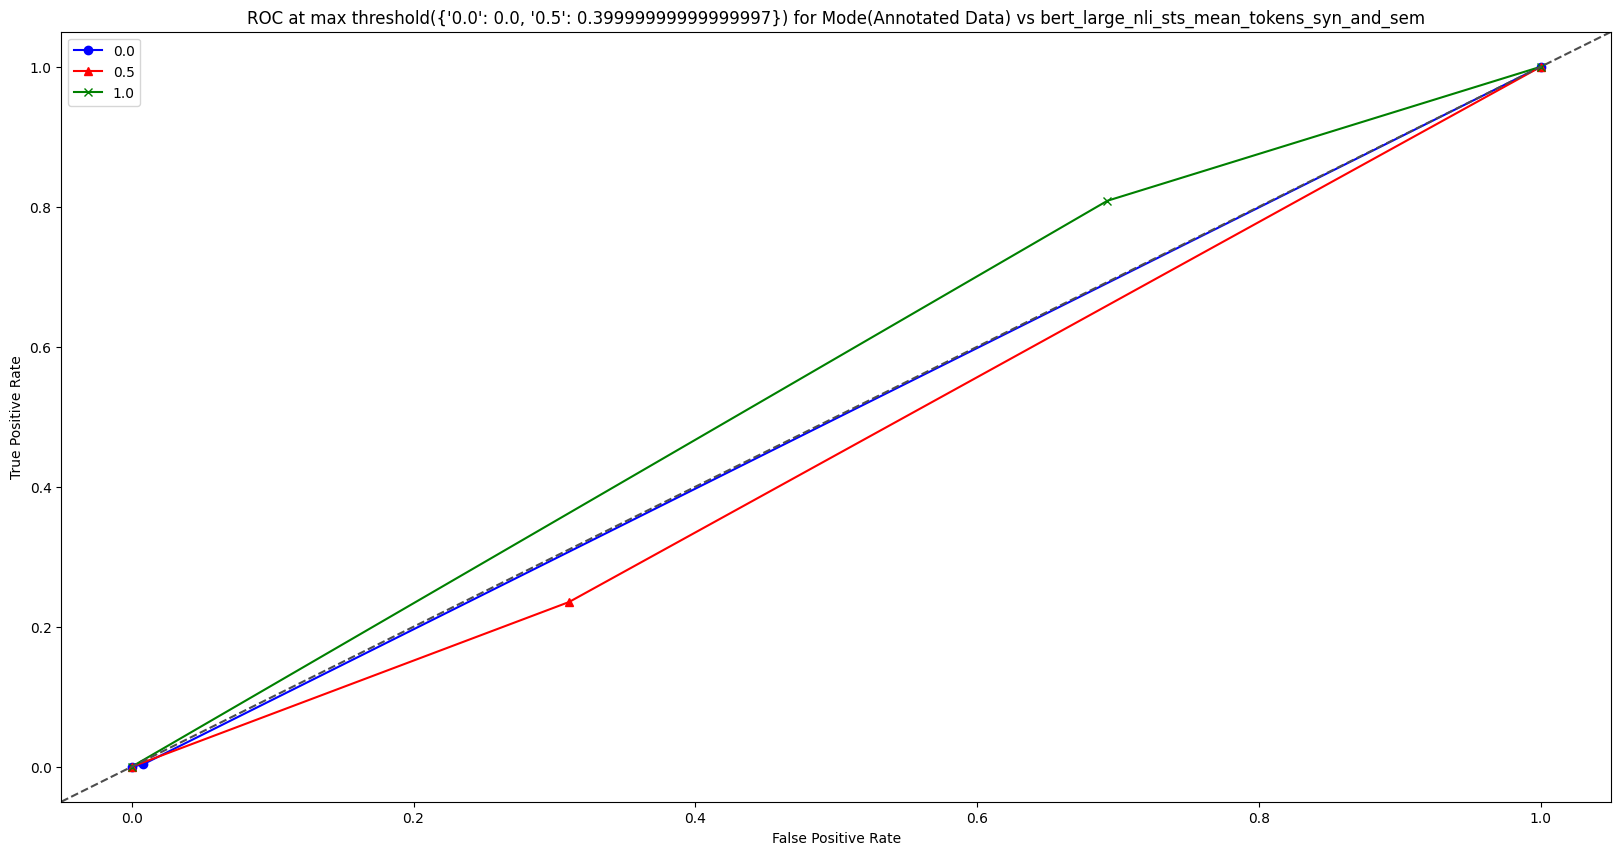 ROC at max threshold({'0.0': 0.0, '0.5': 0.39999999999999997}) for Mode(Annotated Data) vs bert_large_nli_sts_mean_tokens_syn_and_sem
0.0
0.5
1.0
1.0
0.8
0.6
0.4
0.2
0.0
True Positive Rate
0.0 0.2 0.4 0.6 0.8 1.0
False Positive Rate